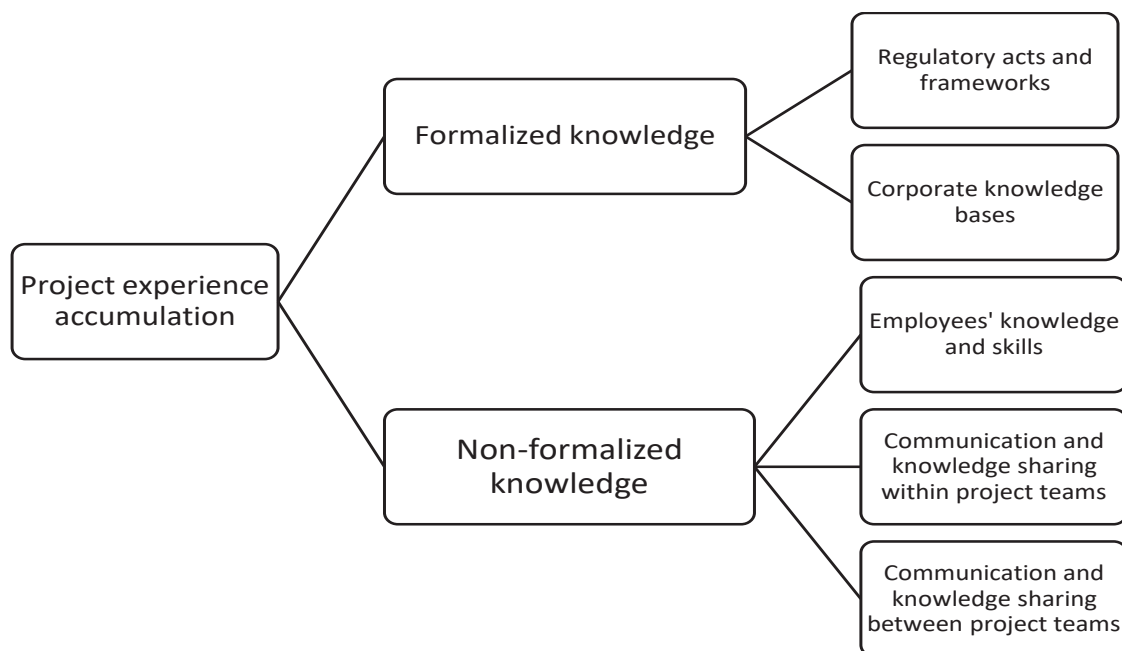 Project experience
accumulation
Formalized knowledge
Regulatory acts and
frameworks
Corporate knowledge
bases
Non-formalized
knowledge
Employees' knowledge
and skills
Communication and
knowledge sharing
within project teams
Communication and
knowledge sharing
between project teams